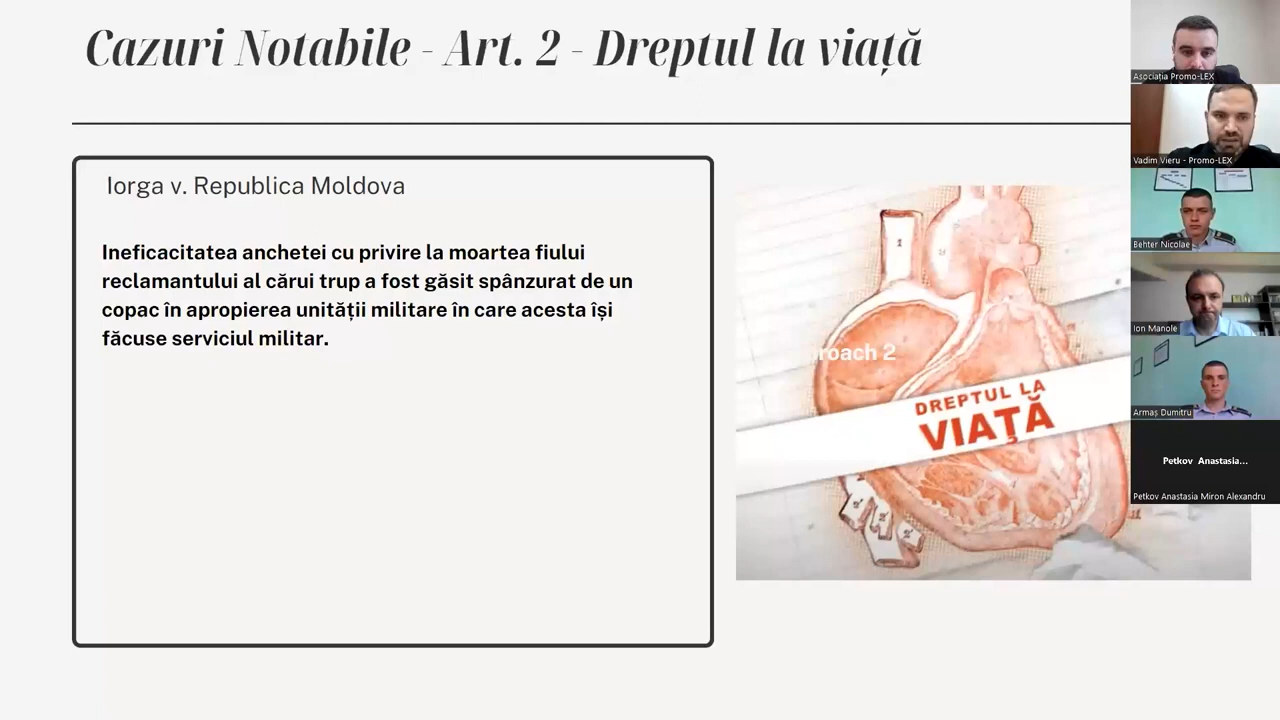 Cazuri Notabile - Art. 2 - Dreptul la viață
Iorga v. Republica Moldova
Ineficacitatea anchetei cu privire la moartea fiului
reclamantului al cărui trup a fost găsit spânzurat de un
copac în apropierea unității militare în care acesta își
făcuse serviciul militar.
roach 2
DREPTUL LA
VIAȚĂ
Asociația Promo-LEX
Vadim Vieru - Promo-LEX
Behter Nicolae
Ion Manole
Armaș Dumitru
Petkov Anastasia...
Petkov Anastasia Miron Alexandru